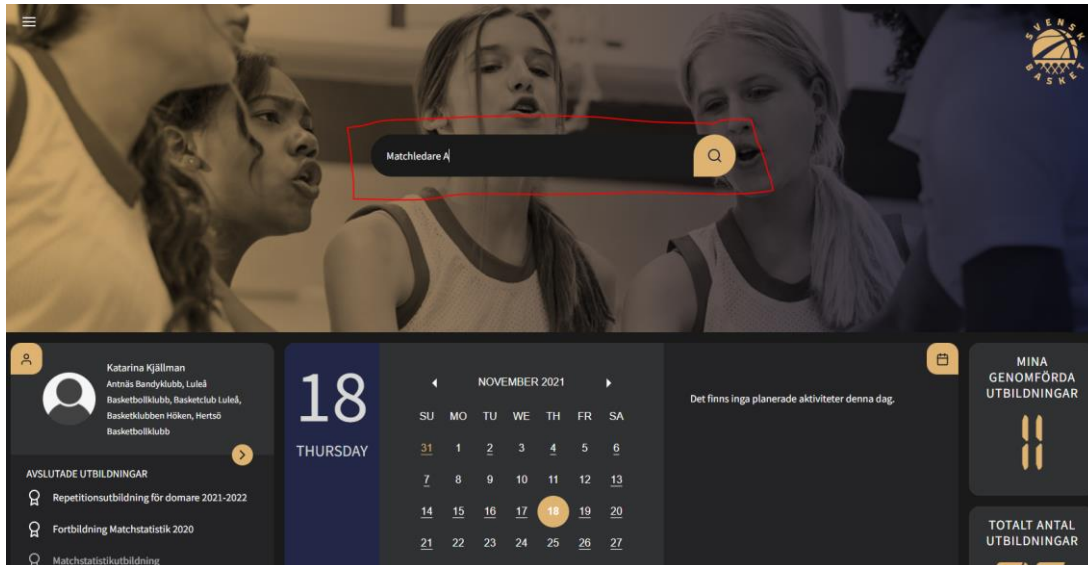 SVENSK
BASKET
Matchledare A
Katarina Kjällman
Antnäs Bandyklubb, Luleå
Basketbollklubb, Basketclub Luleå,
Basketklubben Höken, Hertsö
Basketbollklubb
AVSLUTADE UTBILDNINGAR
Repetitionsutbildning för domare 2021-2022
Fortbildning Matchstatistik 2020
Matchstatistikutbildning
18
THURSDAY
NOVEMBER 2021
SU MO TU WE TH FR SA
31 1 2 3 4 5 6
7 8 9 10 11 12 13
14 15 16 17 18 19 20
21 22 23 24 25 26 27
Det finns inga planerade aktiviteter denna dag.
MINA
GENOMFÖRDA
UTBILDNINGAR
11
TOTALT ANTAL
UTBILDNINGAR